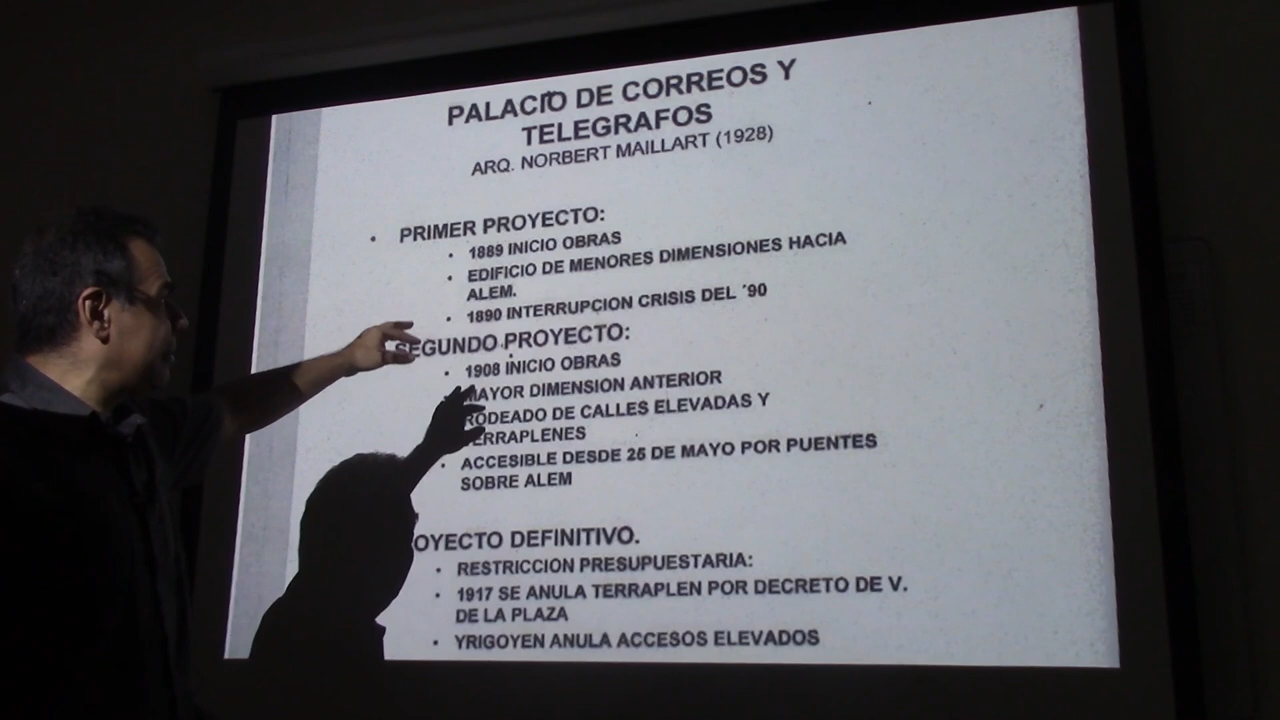 PALACIO DE CORREOS Y
TELEGRAFOS
ARQ. NORBERT MAILLART (1928)
• PRIMER PROYECTO:
• 1889 INICIO OBRAS
• EDIFICIO DE MENORES DIMENSIONES HACIA
ALEM.
• 1890 INTERRUPCION CRISIS DEL ´90
SEGUNDO PROYECTO:
• 1908 INICIO OBRAS
MAYOR DIMENSION ANTERIOR
RODEADO DE CALLES ELEVADAS Y
TERRAPLENES
• ACCESIBLE DESDE 25 DE MAYO POR PUENTES
SOBRE ALEM
OYECTO DEFINITIVO.
• RESTRICCION PRESUPUESTARIA:
• 1917 SE ANULA TERRAPLEN POR DECRETO DE V.
DE LA PLAZA
• YRIGOYEN ANULA ACCESOS ELEVADOS